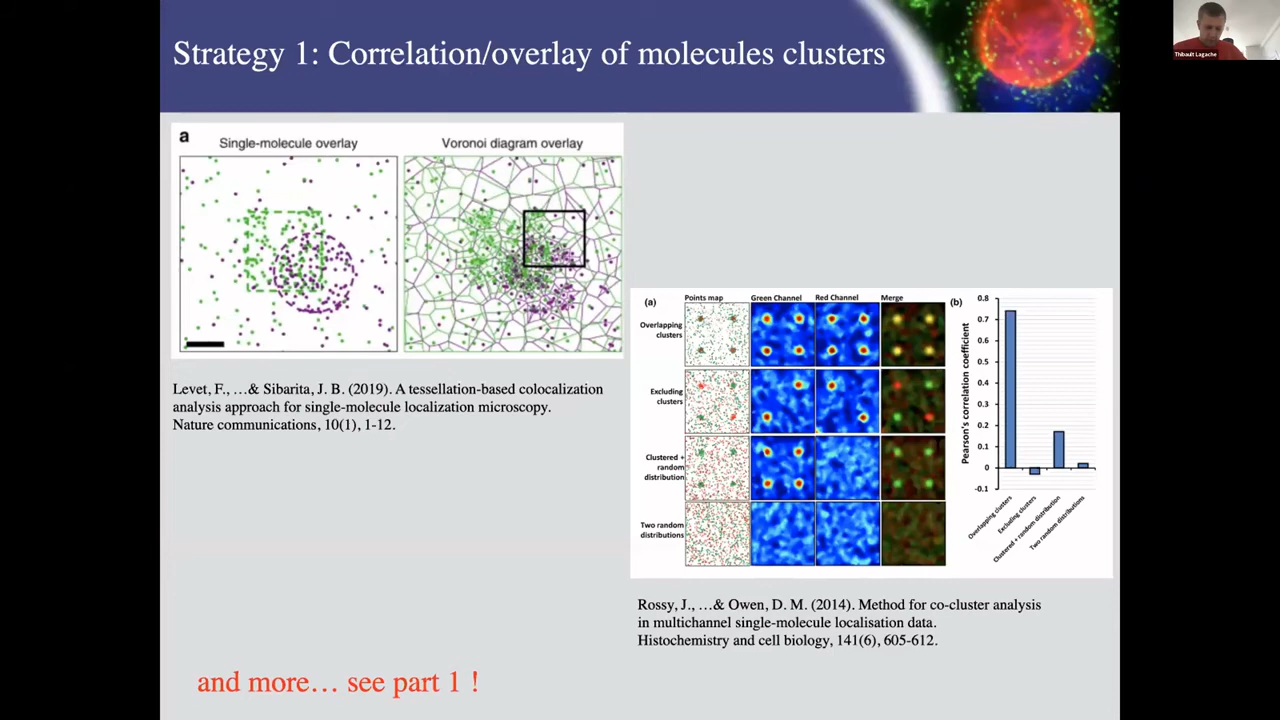 Strategy 1: Correlation/overlay of molecules clusters
Thibault Lagache
a
Single-molecule overlay
Voronoi diagram overlay
Levet, F., …& Sibarita, J. B. (2019). A tessellation-based colocalization
analysis approach for single-molecule localization microscopy.
Nature communications, 10(1), 1-12.
(a)
Points map
Green Channel
Red Channel
Merge
Overlapping
clusters
Excluding
clusters
Clustered +
random
distribution
Two random
distributions
(b)
Pearson's correlation coefficient
0.8
0.7
0.6
0.5
0.4
0.3
0.2
0.1
0
-0.1
Overlapping clusters
Excluding clusters
Clustered + random distribution
Two random distributions
Rossy, J., …& Owen, D. M. (2014). Method for co-cluster analysis
in multichannel single-molecule localisation data.
Histochemistry and cell biology, 141(6), 605-612.
and more… see part 1 !